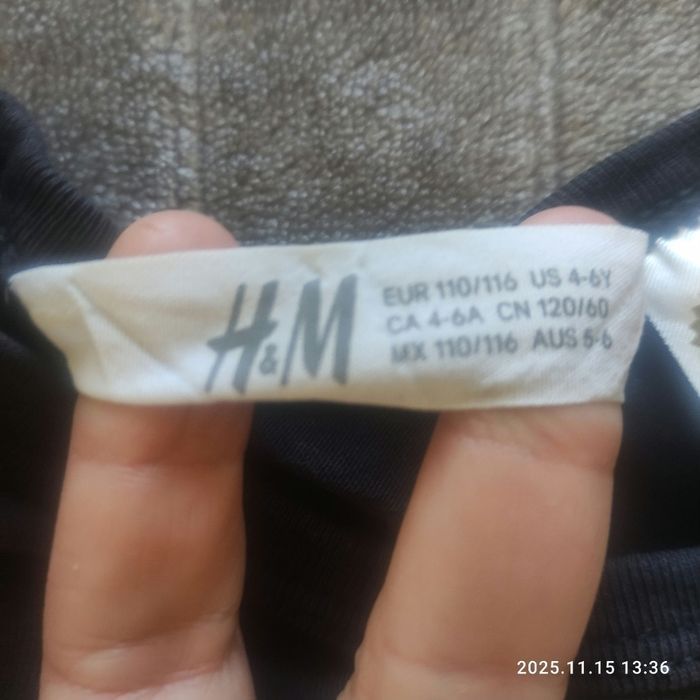 H&M
EUR 110/116 US 4-6Y
CA 4-6A CN 120/60
MX 110/116 AUS 5-6
2025.11.15 13:36